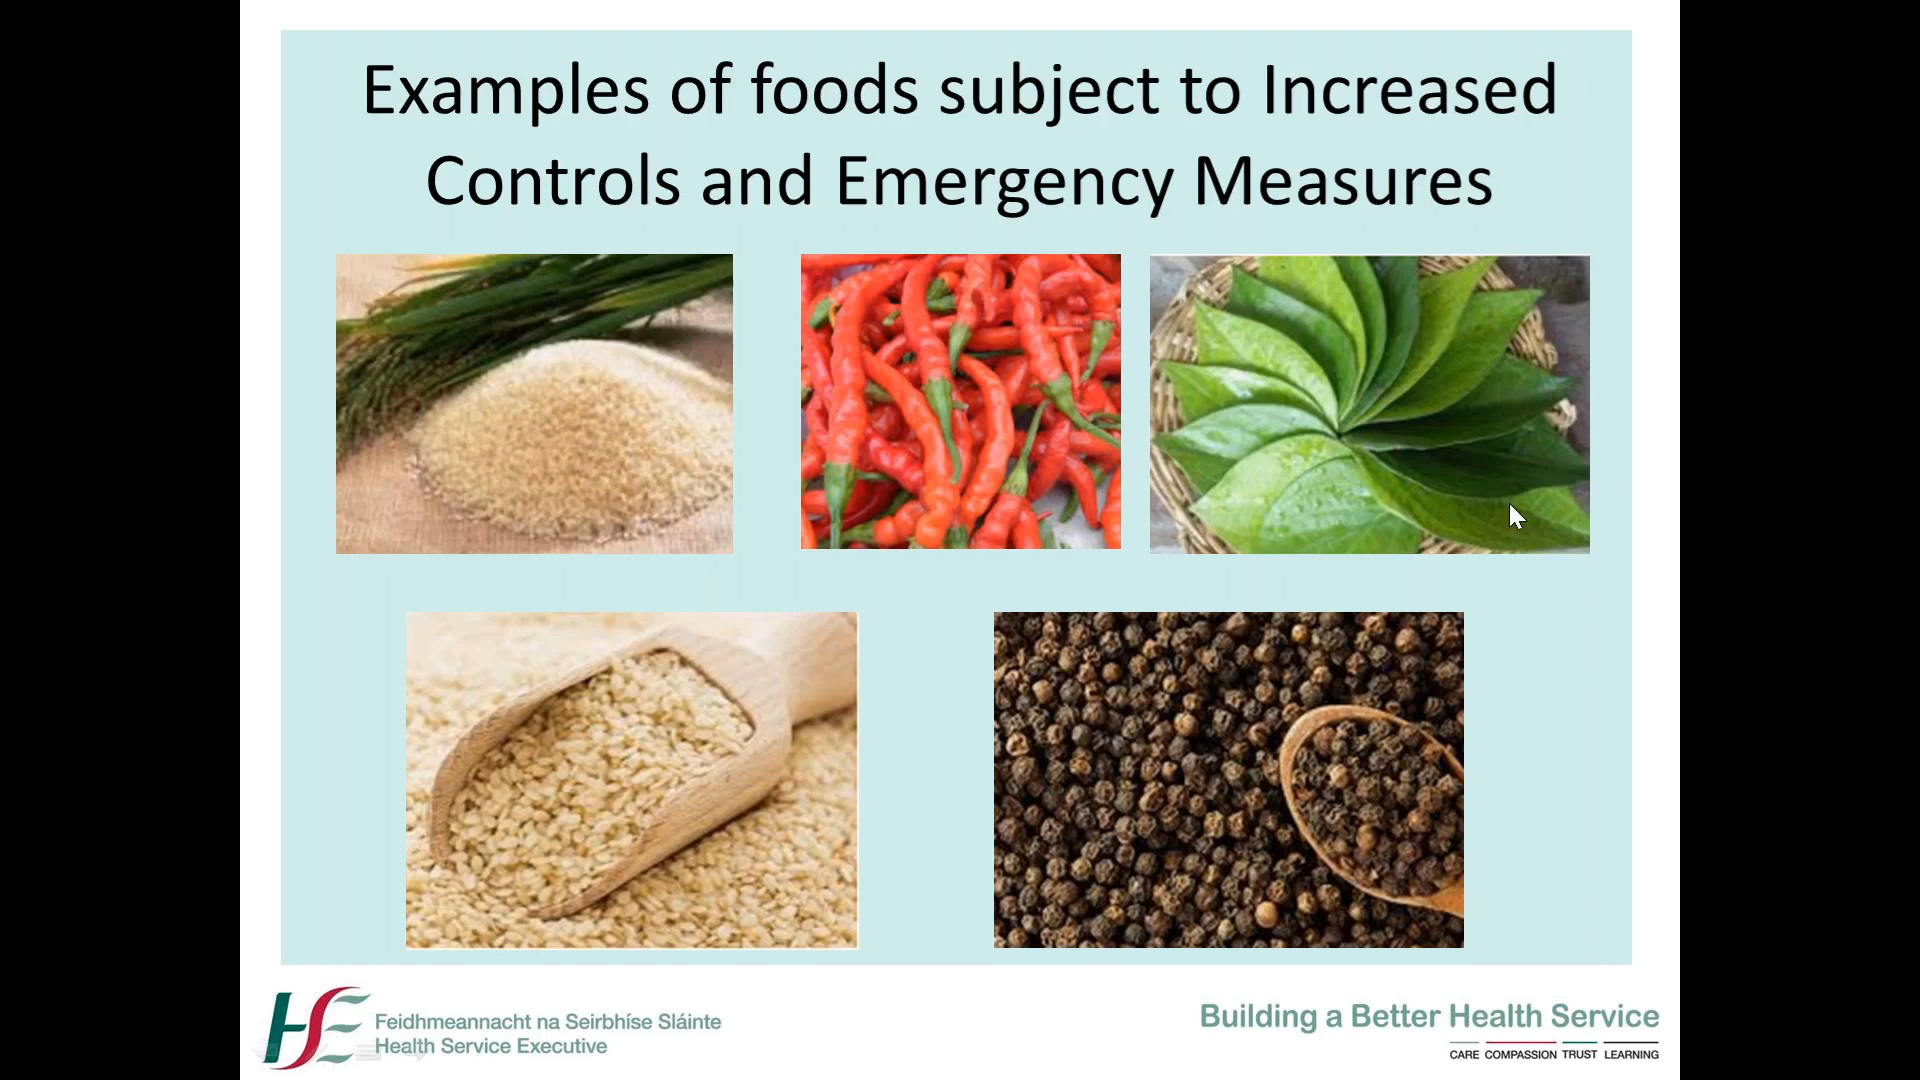 Examples of foods subject to Increased
Controls and Emergency Measures
Feidhmeannacht na Seirbhíse Sláinte
Health Service Executive
Building a Better Health Service
CARE COMPASSION TRUST LEARNING